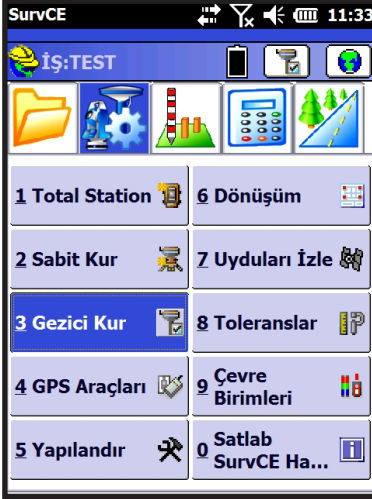 SurvCE 11:33
İŞ:TEST
1 Total Station
6 Dönüşüm
2 Sabit Kur
7 Uyduları İzle
3 Gezici Kur
8 Toleranslar
4 GPS Araçları
9 Çevre
Birimleri
5 Yapılandır
0 Satlab
SurvCE Ha...